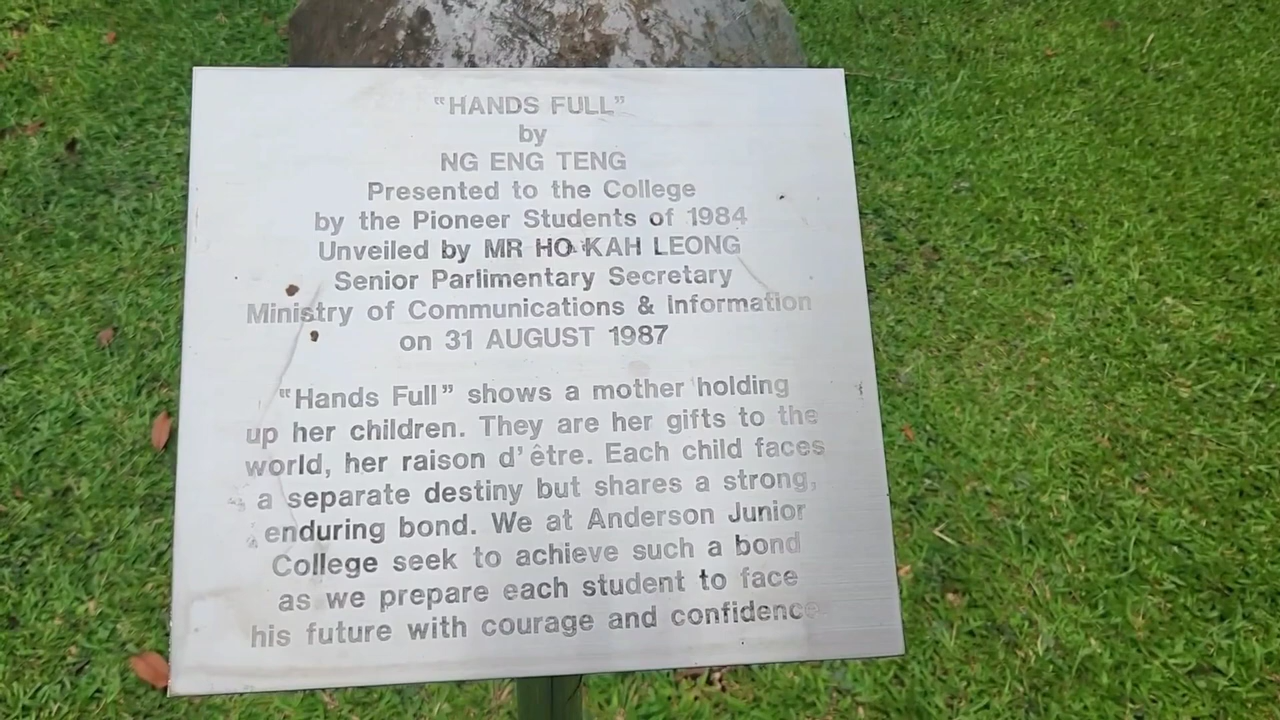 "HANDS FULL"
by
NG ENG TENG
Presented to the College
by the Pioneer Students of 1984
Unveiled by MR HO KAH LEONG
Senior Parlimentary Secretary
Ministry of Communications & Information
on 31 AUGUST 1987
"Hands Full" shows a mother holding
up her children. They are her gifts to the
world, her raison d'être. Each child faces
a separate destiny but shares a strong,
enduring bond. We at Anderson Junior
College seek to achieve such a bond
as we prepare each student to face
his future with courage and confidence